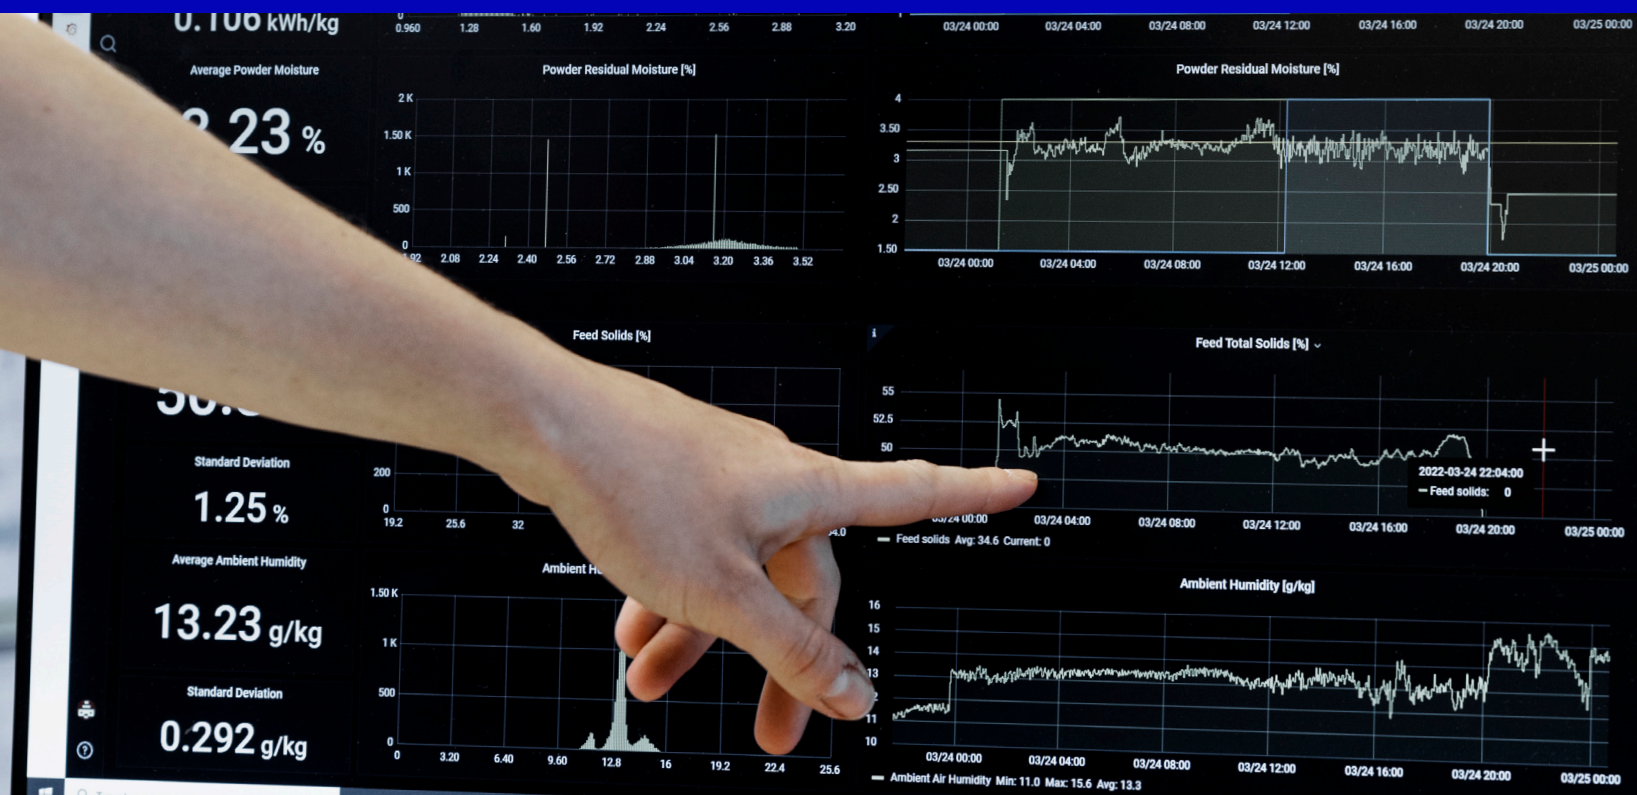 0.106 kWh/kg
0
0.960 1.28 1.60 1.92 2.24 2.56 2.88 3.20
03/24 00:00 03/24 04:00 03/24 08:00 03/24 12:00 03/24 16:00 03/24 20:00 03/25 00:00
Average Powder Moisture
.23 %
Powder Residual Moisture [%]
2 K
1.50 K
1 K
500
0
.92 2.08 2.24 2.40 2.56 2.72 2.88 3.04 3.20 3.36 3.52
Powder Residual Moisture [%]
4
3.50
3
2.50
2
1.50
03/24 00:00 03/24 04:00 03/24 08:00 03/24 12:00 03/24 16:00 03/24 20:00 03/25 00:00
50.
Standard Deviation
1.25 %
Feed Solids [%]
200
0
19.2 25.6 32
4.0
i
Feed Total Solids [%]
55
52.5
50
2022-03-24 22:04:00
Feed solids: 0
03/24 00:00 03/24 04:00 03/24 08:00 03/24 12:00 03/24 16:00 03/24 20:00 03/25 00:00
Feed solids Avg: 34.6 Current: 0
Average Ambient Humidity
13.23 g/kg
Standard Deviation
0.292 g/kg
?
Ambient H
1.50 K
1 K
500
0
0 3.20 6.40 9.60 12.8 16 19.2 22.4 25.6
Ambient Humidity [g/kg]
16
15
14
13
2
11
10
03/24 00:00 03/24 04:00 03/24 08:00 03/24 12:00 03/24 16:00 03/24 20:00 03/25 00:00
Ambient Air Humidity Min: 11.0 Max: 15.6 Avg: 13.3